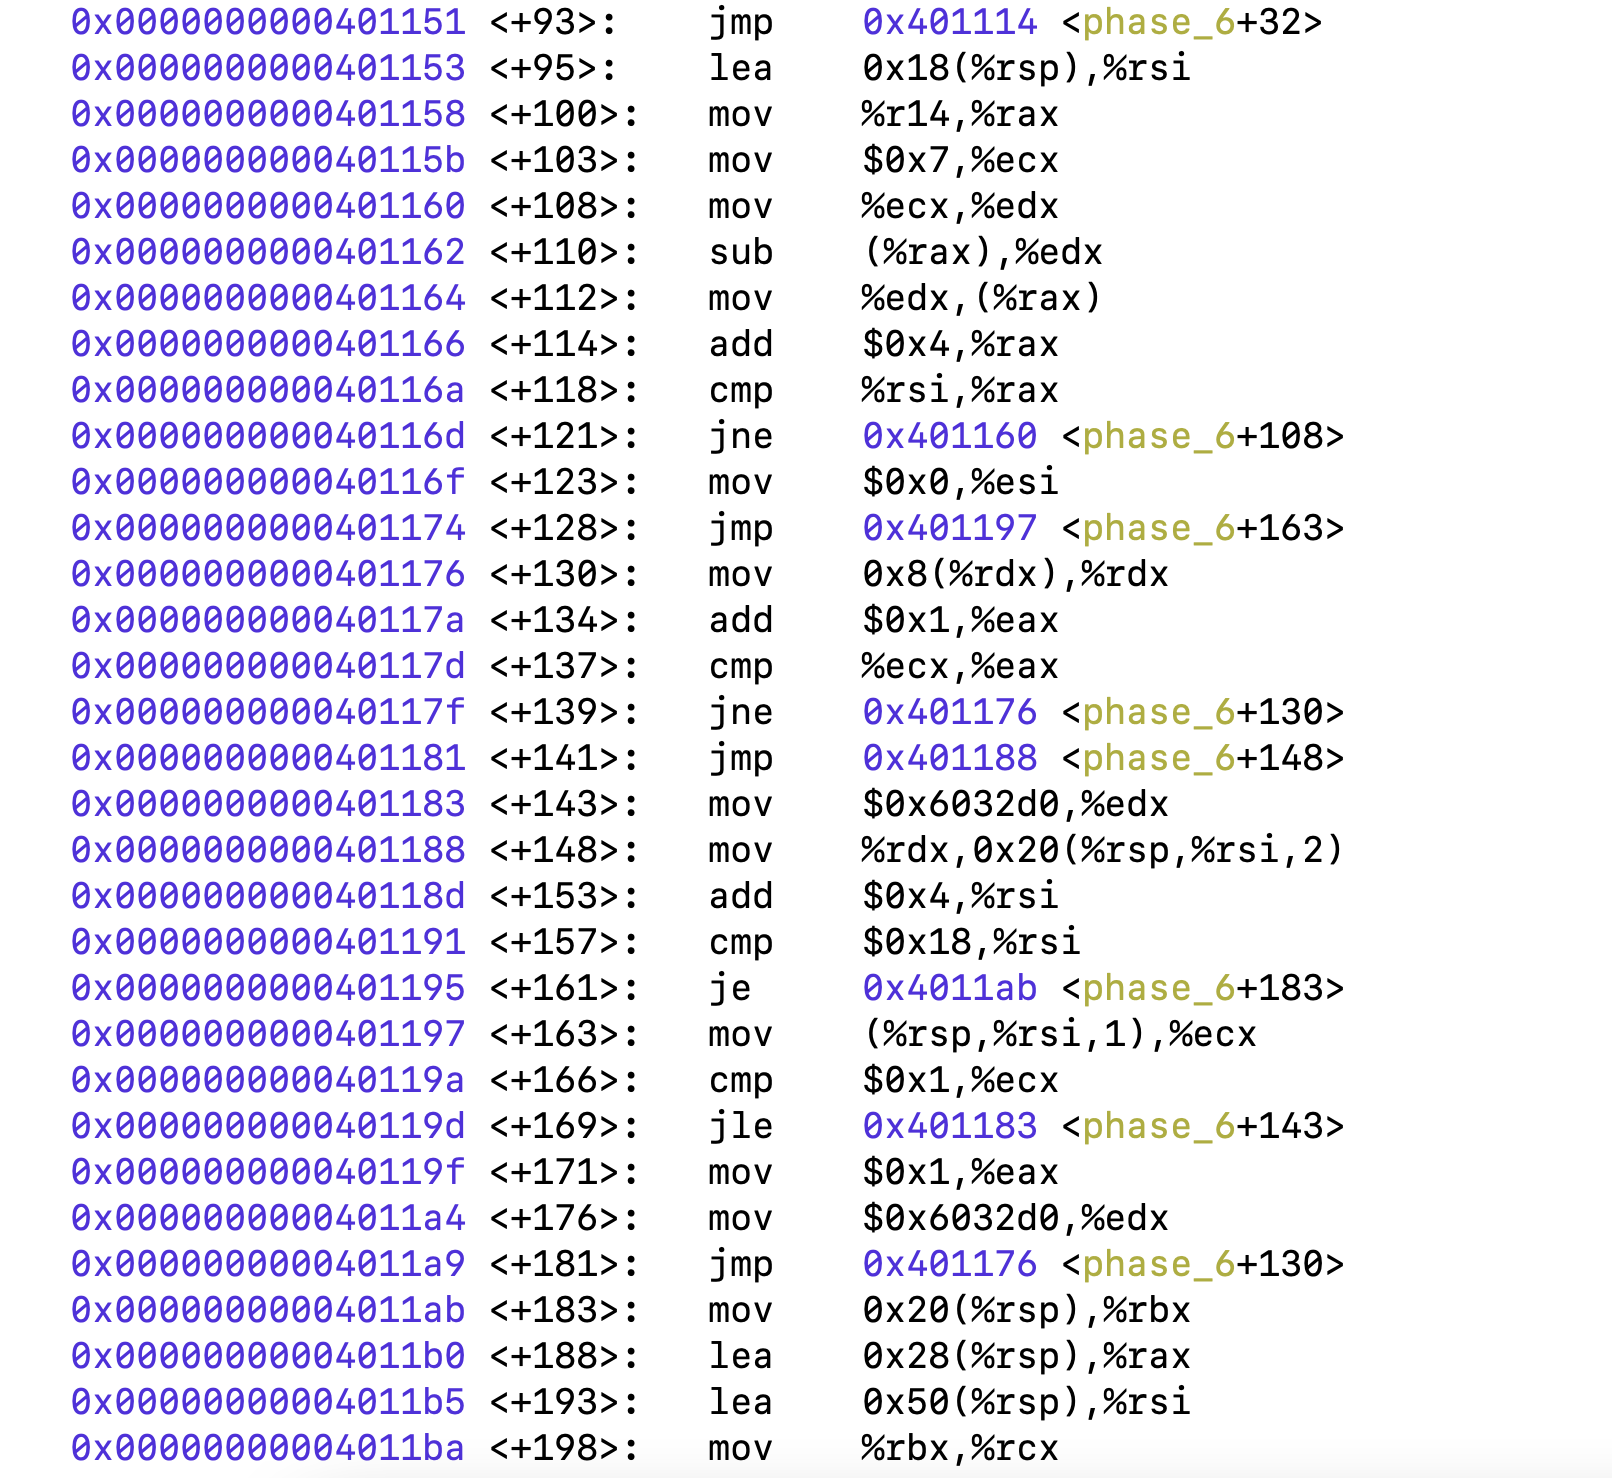 0x0000000000401151 <+93>: jmp 0x401114 <phase_6+32>
0x0000000000401153 <+95>: lea 0x18(%rsp),%rsi
0x0000000000401158 <+100>: mov %r14,%rax
0x000000000040115b <+103>: mov $0x7,%ecx
0x0000000000401160 <+108>: mov %ecx,%edx
0x0000000000401162 <+110>: sub (%rax),%edx
0x0000000000401164 <+112>: mov %edx,(%rax)
0x0000000000401166 <+114>: add $0x4,%rax
0x000000000040116a <+118>: cmp %rsi,%rax
0x000000000040116d <+121>: jne 0x401160 <phase_6+108>
0x000000000040116f <+123>: mov $0x0,%esi
0x0000000000401174 <+128>: jmp 0x401197 <phase_6+163>
0x0000000000401176 <+130>: mov 0x8(%rdx),%rdx
0x000000000040117a <+134>: add $0x1,%eax
0x000000000040117d <+137>: cmp %ecx,%eax
0x000000000040117f <+139>: jne 0x401176 <phase_6+130>
0x0000000000401181 <+141>: jmp 0x401188 <phase_6+148>
0x0000000000401183 <+143>: mov $0x6032d0,%edx
0x0000000000401188 <+148>: mov %rdx,0x20(%rsp,%rsi,2)
0x000000000040118d <+153>: add $0x4,%rsi
0x0000000000401191 <+157>: cmp $0x18,%rsi
0x0000000000401195 <+161>: je 0x4011ab <phase_6+183>
0x0000000000401197 <+163>: mov (%rsp,%rsi,1),%ecx
0x000000000040119a <+166>: cmp $0x1,%ecx
0x000000000040119d <+169>: jle 0x401183 <phase_6+143>
0x000000000040119f <+171>: mov $0x1,%eax
0x00000000004011a4 <+176>: mov $0x6032d0,%edx
0x00000000004011a9 <+181>: jmp 0x401176 <phase_6+130>
0x00000000004011ab <+183>: mov 0x20(%rsp),%rbx
0x00000000004011b0 <+188>: lea 0x28(%rsp),%rax
0x00000000004011b5 <+193>: lea 0x50(%rsp),%rsi
0x00000000004011ba <+198>: mov %rbx,%rcx